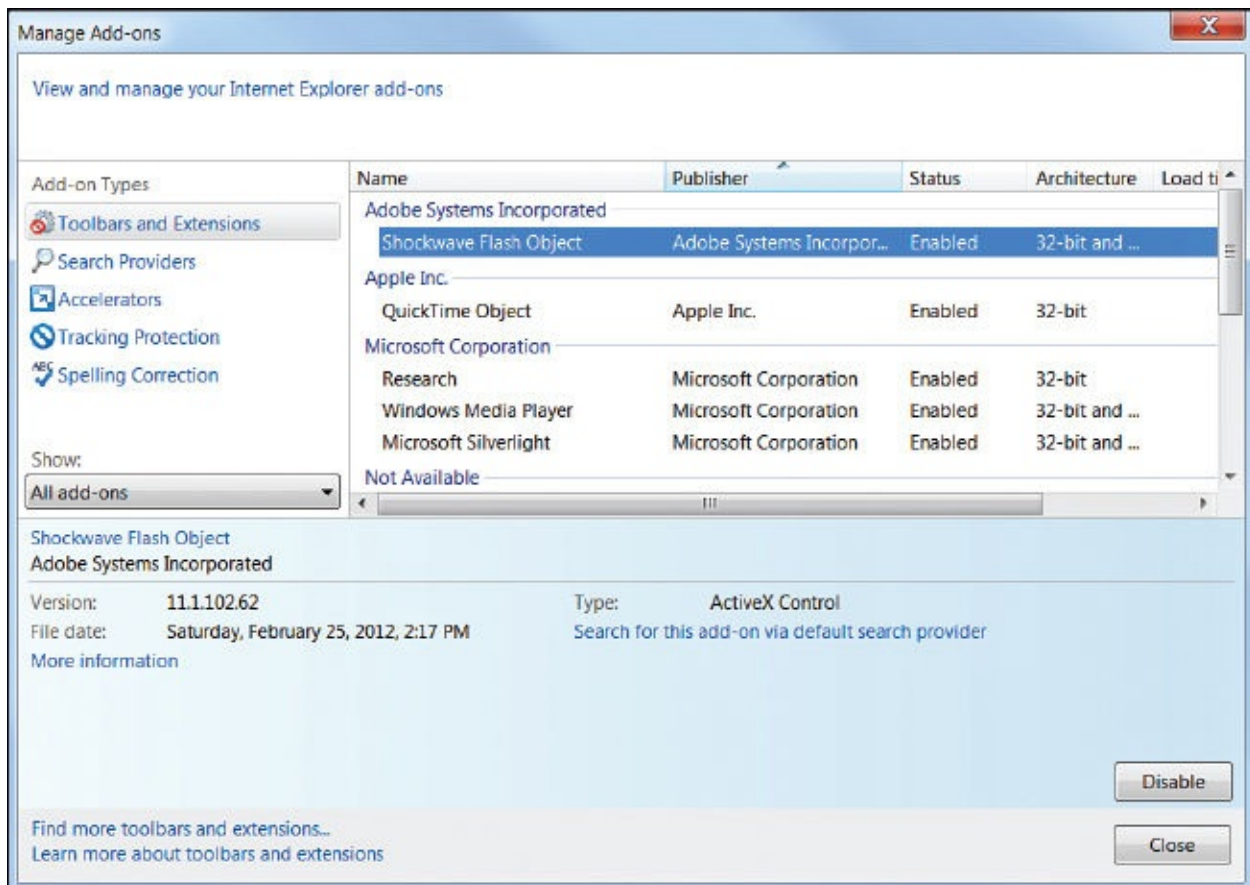 Manage Add-ons
View and manage your Internet Explorer add-ons
Add-on Types
Toolbars and Extensions
Search Providers
Accelerators
Tracking Protection
ABC
Spelling Correction
Show:
All add-ons
Name Publisher Status Architecture Load ti
Adobe Systems Incorporated
Shockwave Flash Object Adobe Systems Incorpor... Enabled 32-bit and ...
Apple Inc.
QuickTime Object Apple Inc. Enabled 32-bit
Microsoft Corporation
Research Microsoft Corporation Enabled 32-bit
Windows Media Player Microsoft Corporation Enabled 32-bit and ...
Microsoft Silverlight Microsoft Corporation Enabled 32-bit and ...
Not Available
Shockwave Flash Object
Adobe Systems Incorporated
Version: 11.1.102.62 Type: ActiveX Control
File date: Saturday, February 25, 2012, 2:17 PM Search for this add-on via default search provider
More information
Disable
Find more toolbars and extensions...
Learn more about toolbars and extensions
Close